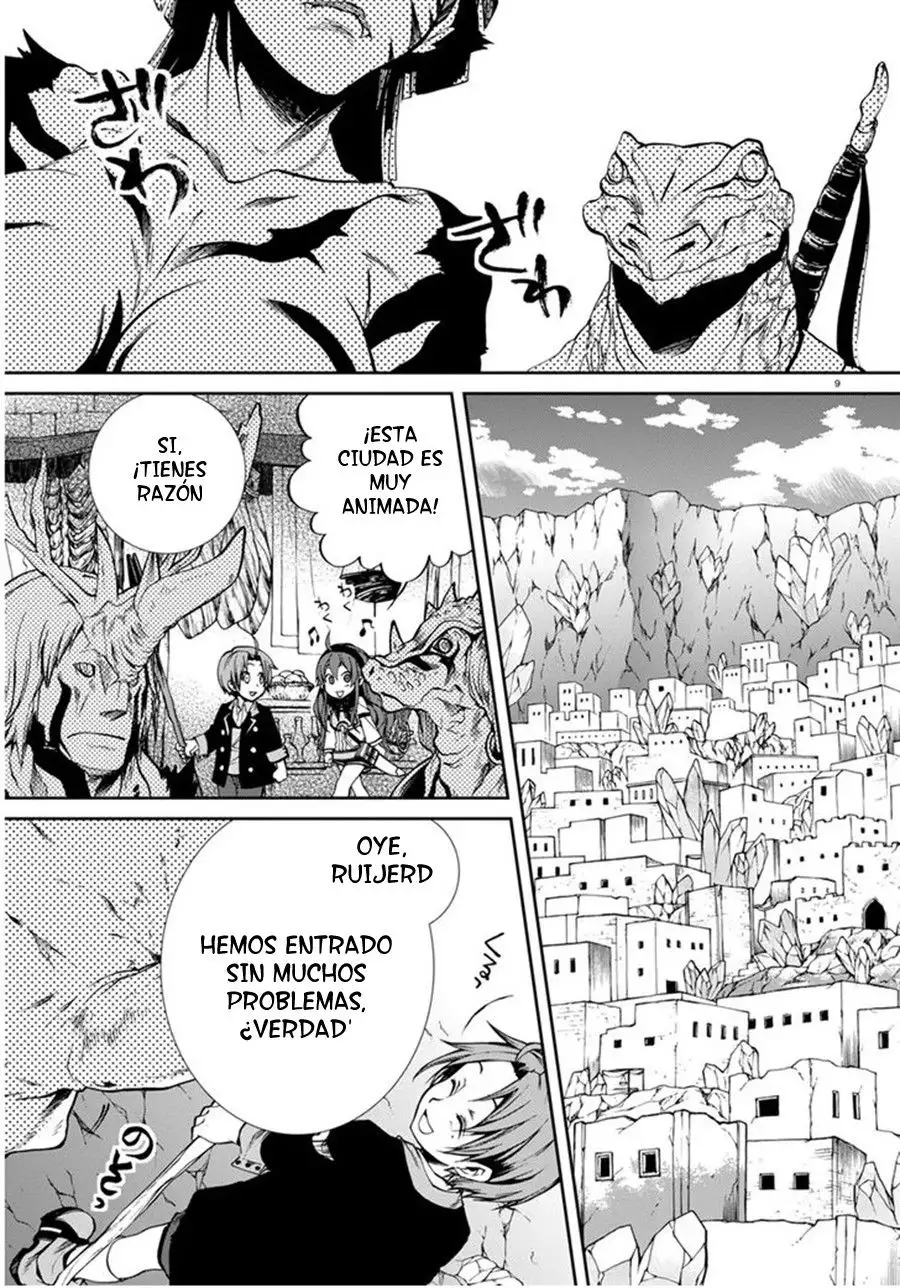 ざわ
ざわ
9
¡ESTA
CIUDAD ES
MUY
ANIMADA!
SI,
¡TIENES
RAZÓN
わく
わく
OYE,
RUIJERD
HEMOS ENTRADO
SIN MUCHOS
PROBLEMAS,
¿VERDAD'